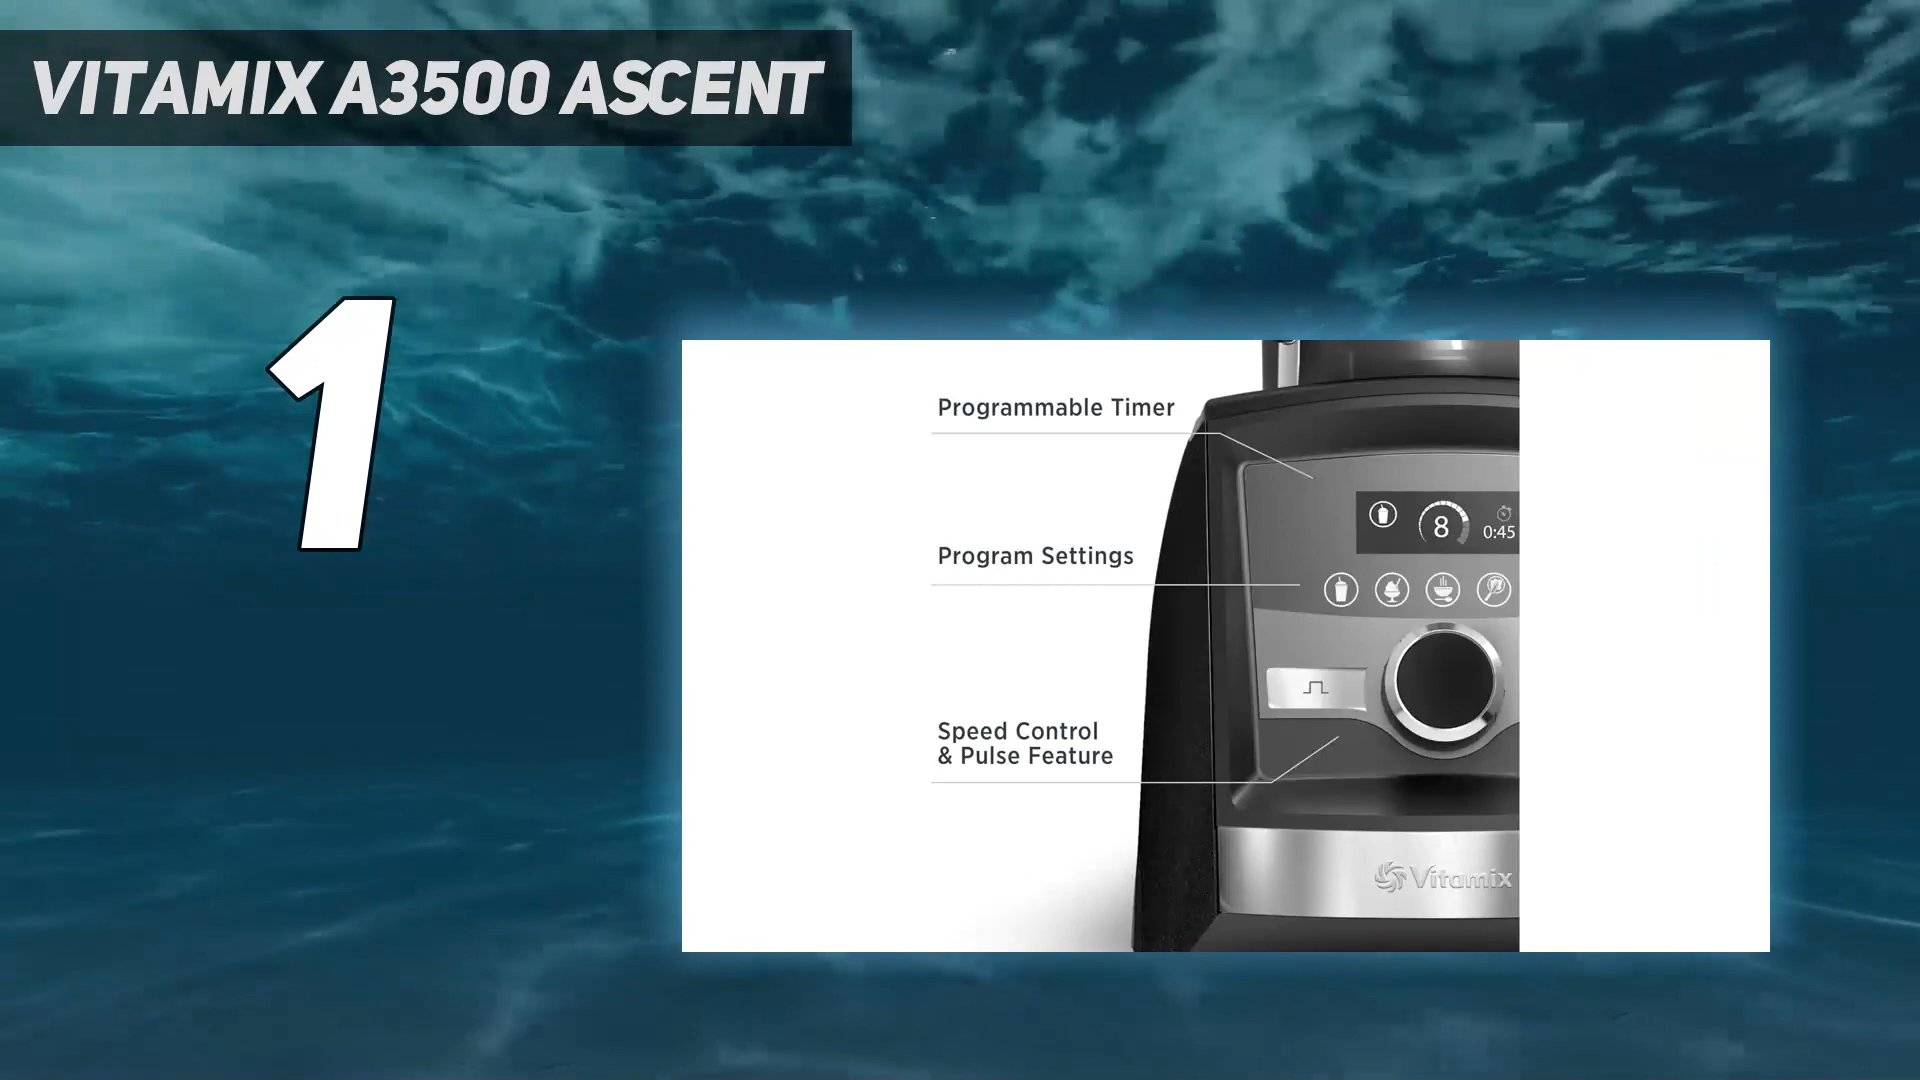 VITAMIX A3500 ASCENT
1
Programmable Timer
8
0:45
Program Settings
Speed Control
& Pulse Feature
Vitamix